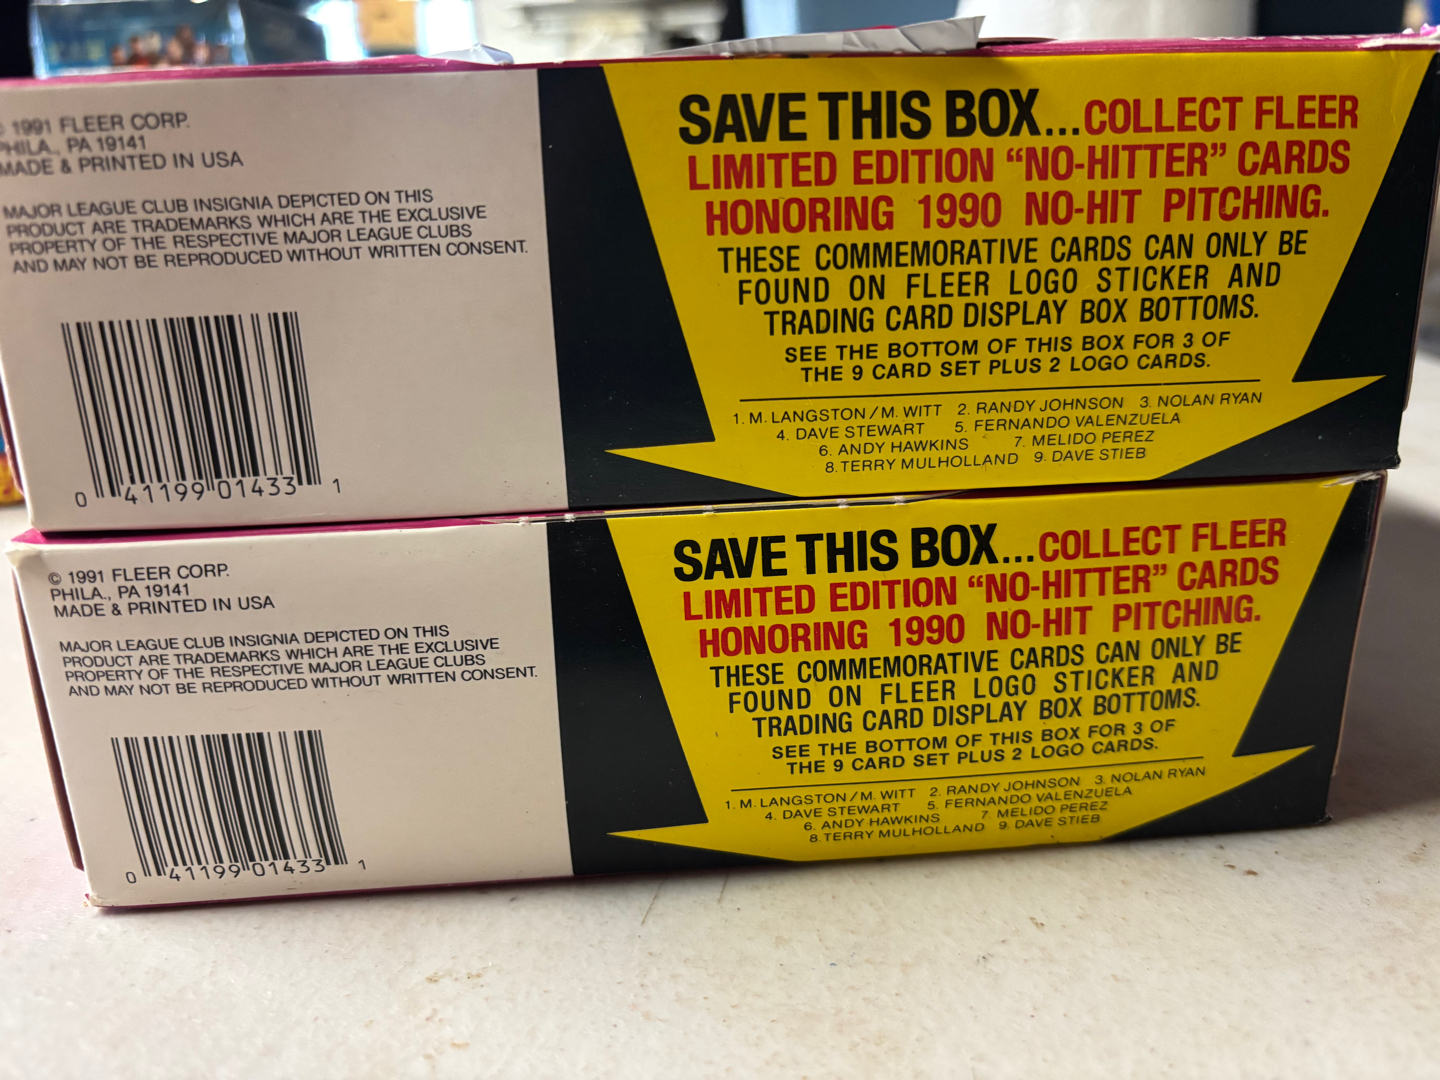 © 1991 FLEER CORP.
PHILA., PA 19141
MADE & PRINTED IN USA
MAJOR LEAGUE CLUB INSIGNIA DEPICTED ON THIS
PRODUCT ARE TRADEMARKS WHICH ARE THE EXCLUSIVE
PROPERTY OF THE RESPECTIVE MAJOR LEAGUE CLUBS
AND MAY NOT BE REPRODUCED WITHOUT WRITTEN CONSENT.
0 41199 01433 1
SAVE THIS BOX...COLLECT FLEER
LIMITED EDITION “NO-HITTER” CARDS
HONORING 1990 NO-HIT PITCHING.
THESE COMMEMORATIVE CARDS CAN ONLY BE
FOUND ON FLEER LOGO STICKER AND
TRADING CARD DISPLAY BOX BOTTOMS.
SEE THE BOTTOM OF THIS BOX FOR 3 OF
THE 9 CARD SET PLUS 2 LOGO CARDS.
1. M. LANGSTON / M. WITT 2. RANDY JOHNSON 3. NOLAN RYAN
4. DAVE STEWART 5. FERNANDO VALENZUELA
6. ANDY HAWKINS 7. MELIDO PEREZ
8. TERRY MULHOLLAND 9. DAVE STIEB
© 1991 FLEER CORP.
PHILA., PA 19141
MADE & PRINTED IN USA
MAJOR LEAGUE CLUB INSIGNIA DEPICTED ON THIS
PRODUCT ARE TRADEMARKS WHICH ARE THE EXCLUSIVE
PROPERTY OF THE RESPECTIVE MAJOR LEAGUE CLUBS
AND MAY NOT BE REPRODUCED WITHOUT WRITTEN CONSENT.
0 41199 01433 1
SAVE THIS BOX...COLLECT FLEER
LIMITED EDITION “NO-HITTER” CARDS
HONORING 1990 NO-HIT PITCHING.
THESE COMMEMORATIVE CARDS CAN ONLY BE
FOUND ON FLEER LOGO STICKER AND
TRADING CARD DISPLAY BOX BOTTOMS.
SEE THE BOTTOM OF THIS BOX FOR 3 OF
THE 9 CARD SET PLUS 2 LOGO CARDS.
1. M. LANGSTON / M. WITT 2. RANDY JOHNSON 3. NOLAN RYAN
4. DAVE STEWART 5. FERNANDO VALENZUELA
6. ANDY HAWKINS 7. MELIDO PEREZ
8. TERRY MULHOLLAND 9. DAVE STIEB